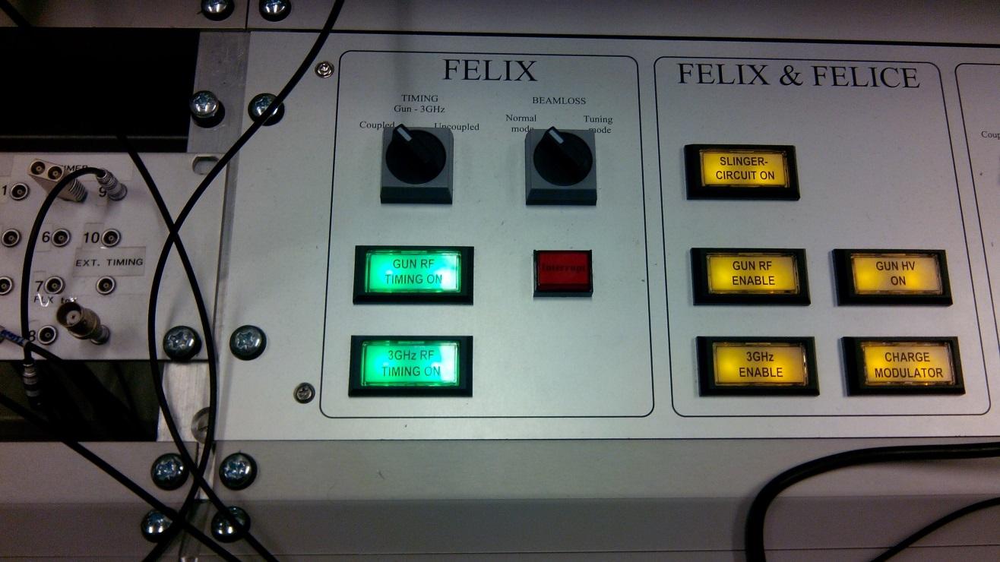 FELIX
TIMING
Gun - 3GHz
Coupled
Uncoupled
BEAMLOSS
Normal
mode
Tuning
mode
GUN RF
TIMING ON
Interrupt
3GHz RF
TIMING ON
FELIX & FELICE
SLINGER-
CIRCUIT ON
GUN RF
ENABLE
GUN HV
ON
3GHz
ENABLE
CHARGE
MODULATOR
Coup
1
9
6
10
EXT. TIMING
7
8